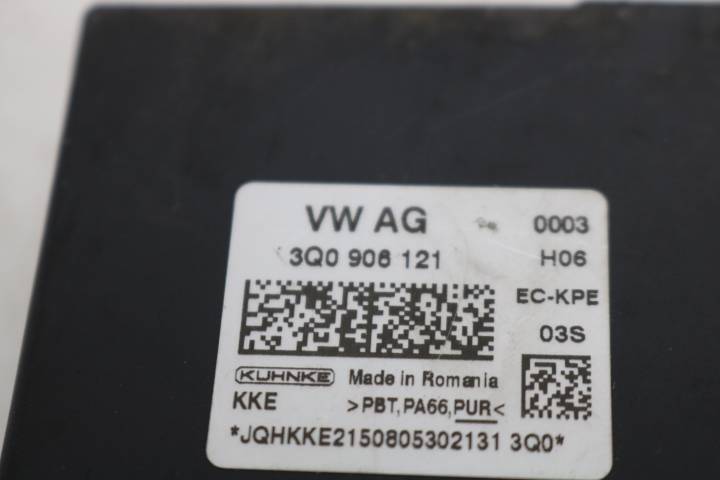 VW AG 0003
3Q0 906 121 H06
EC-KPE
03S
KUHNKE Made in Romania
KKE >PBT,PA66,PUR<
*JQHKKE2150805302131 3Q0*